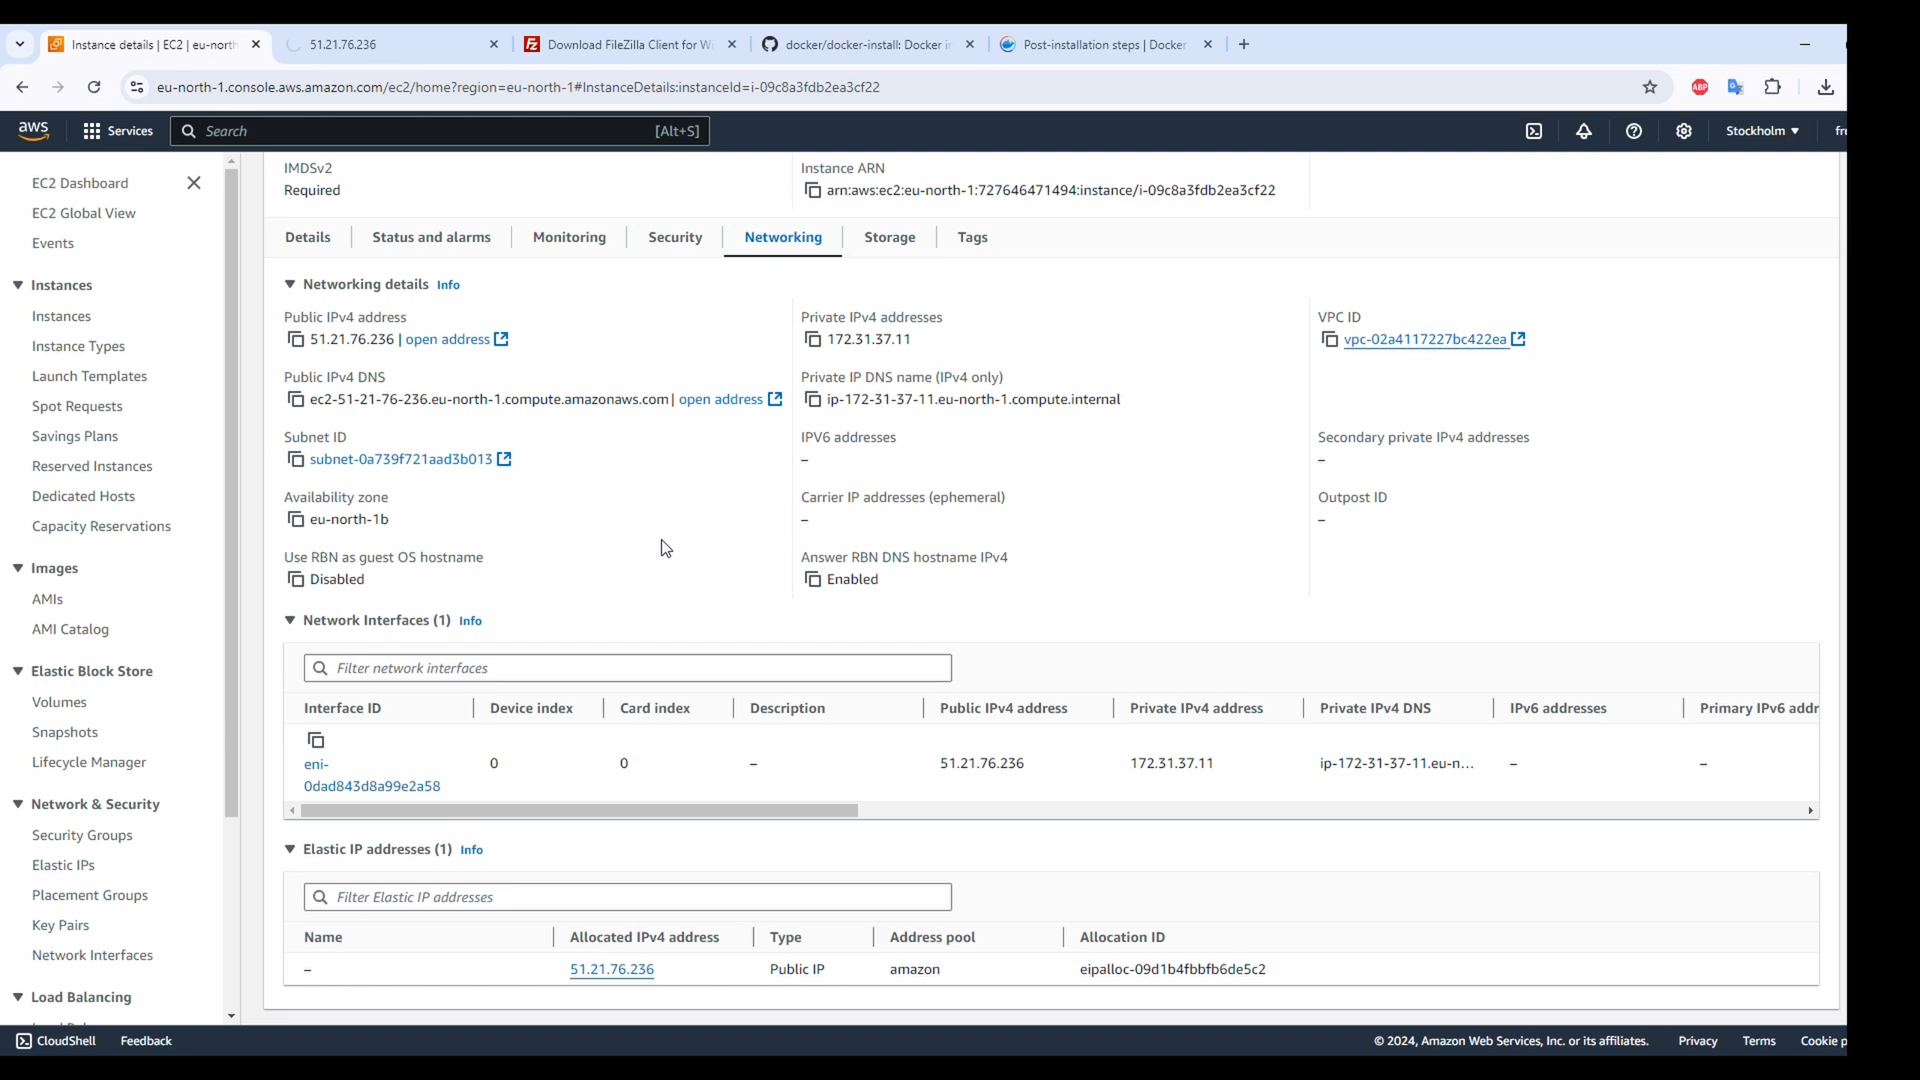 Instance details | EC2 | eu-north
51.21.76.236
Download FileZilla Client for Wi
docker/docker-install: Docker in
Post-installation steps | Docker
eu-north-1.console.aws.amazon.com/ec2/home?region=eu-north-1#InstanceDetails:instanceId=i-09c8a3fdb2ea3cf22
ABP
aws
Services
Search
[Alt+S]
Stockholm
EC2 Dashboard
EC2 Global View
Events
Instances
Instances
Instance Types
Launch Templates
Spot Requests
Savings Plans
Reserved Instances
Dedicated Hosts
Capacity Reservations
Images
AMIs
AMI Catalog
Elastic Block Store
Volumes
Snapshots
Lifecycle Manager
Network & Security
Security Groups
Elastic IPs
Placement Groups
Key Pairs
Network Interfaces
Load Balancing
IMDSv2
Required
Instance ARN
arn:aws:ec2:eu-north-1:727646471494:instance/i-09c8a3fdb2ea3cf22
Details
Status and alarms
Monitoring
Security
Networking
Storage
Tags
Networking details Info
Public IPv4 address
51.21.76.236 | open address
Private IPv4 addresses
172.31.37.11
VPC ID
vpc-02a4117227bc422ea
Public IPv4 DNS
ec2-51-21-76-236.eu-north-1.compute.amazonaws.com | open address
Private IP DNS name (IPv4 only)
ip-172-31-37-11.eu-north-1.compute.internal
Subnet ID
subnet-0a739f721aad3b013
IPV6 addresses
–
Secondary private IPv4 addresses
–
Availability zone
eu-north-1b
Carrier IP addresses (ephemeral)
–
Outpost ID
–
Use RBN as guest OS hostname
Disabled
Answer RBN DNS hostname IPv4
Enabled
Network Interfaces (1) Info
Filter network interfaces
Interface ID
Device index
Card index
Description
Public IPv4 address
Private IPv4 address
Private IPv4 DNS
IPv6 addresses
Primary IPv6 addr
eni-
0dad843d8a99e2a58
0
0
–
51.21.76.236
172.31.37.11
ip-172-31-37-11.eu-n...
–
–
Elastic IP addresses (1) Info
Filter Elastic IP addresses
Name
Allocated IPv4 address
Type
Address pool
Allocation ID
–
51.21.76.236
Public IP
amazon
eipalloc-09d1b4fbbfb6de5c2
CloudShell
Feedback
© 2024, Amazon Web Services, Inc. or its affiliates.
Privacy
Terms
Cookie p